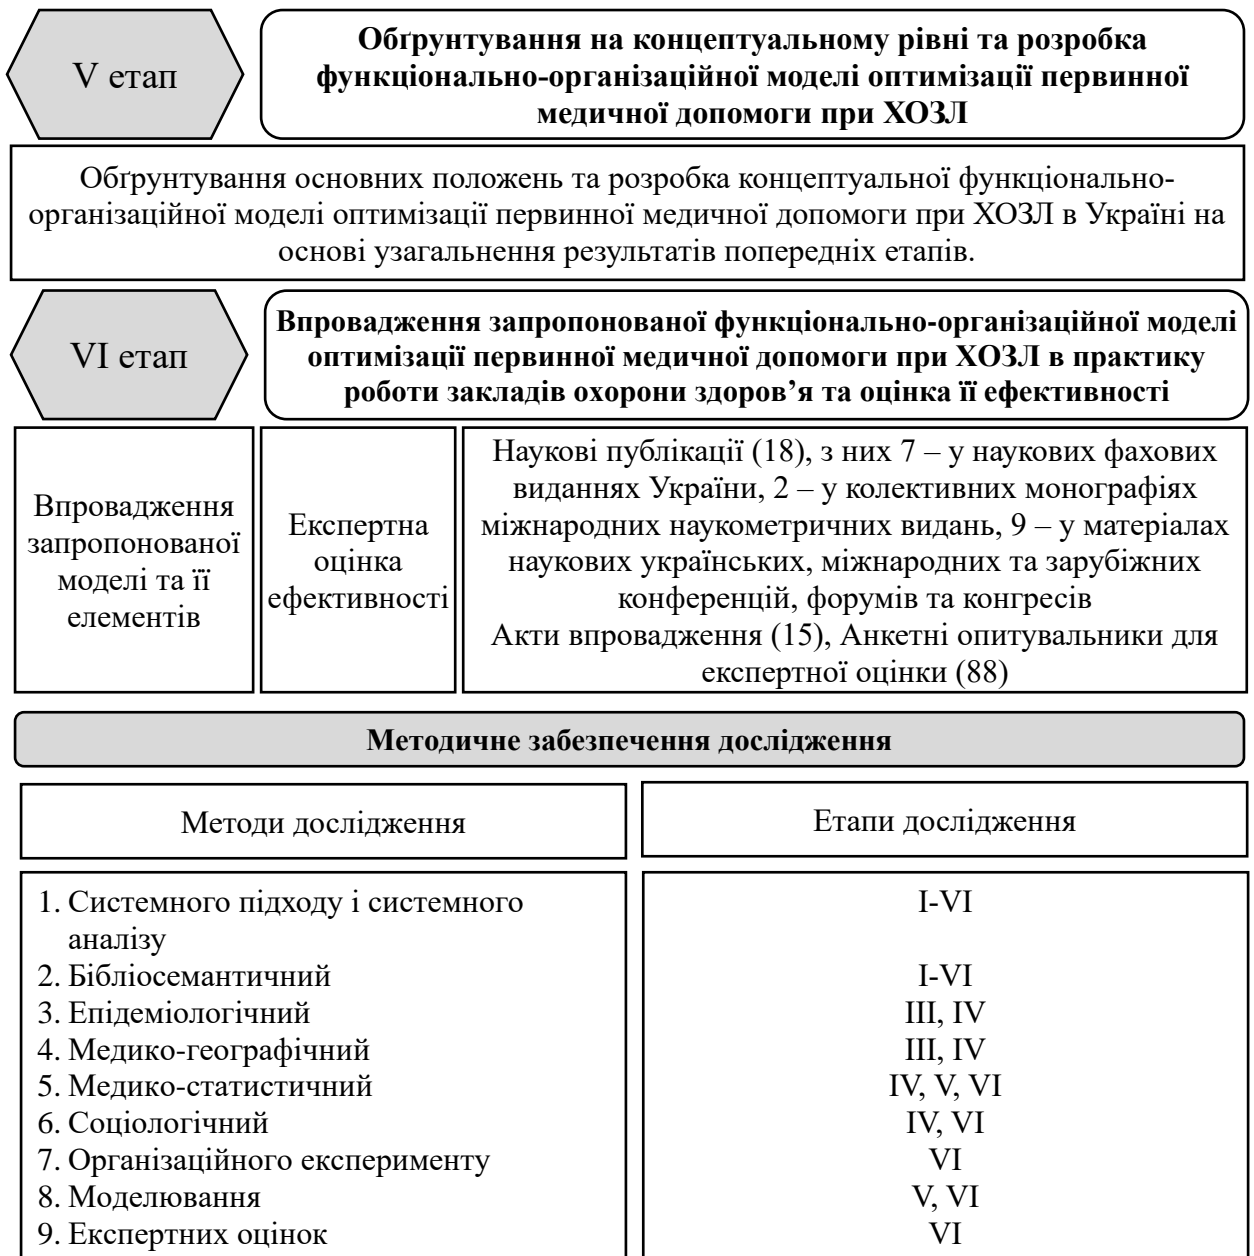 V етап
Обґрунтування на концептуальному рівні та розробка
функціонально-організаційної моделі оптимізації первинної
медичної допомоги при ХОЗЛ
Обґрунтування основних положень та розробка концептуальної функціонально-
організаційної моделі оптимізації первинної медичної допомоги при ХОЗЛ в Україні на
основі узагальнення результатів попередніх етапів.
VI етап
Впровадження запропонованої функціонально-організаційної моделі
оптимізації первинної медичної допомоги при ХОЗЛ в практику
роботи закладів охорони здоров’я та оцінка її ефективності
Впровадження
запропонованої
моделі та її
елементів
Експертна
оцінка
ефективності
Наукові публікації (18), з них 7 – у наукових фахових
виданнях України, 2 – у колективних монографіях
міжнародних наукометричних видань, 9 – у матеріалах
наукових українських, міжнародних та зарубіжних
конференцій, форумів та конгресів
Акти впровадження (15), Анкетні опитувальники для
експертної оцінки (88)
Методичне забезпечення дослідження
Методи дослідження
Етапи дослідження
1. Системного підходу і системного
аналізу
I-VI
2. Бібліосемантичний
I-VI
3. Епідеміологічний
III, IV
4. Медико-географічний
III, IV
5. Медико-статистичний
IV, V, VI
6. Соціологічний
IV, VI
7. Організаційного експерименту
VI
8. Моделювання
V, VI
9. Експертних оцінок
VI